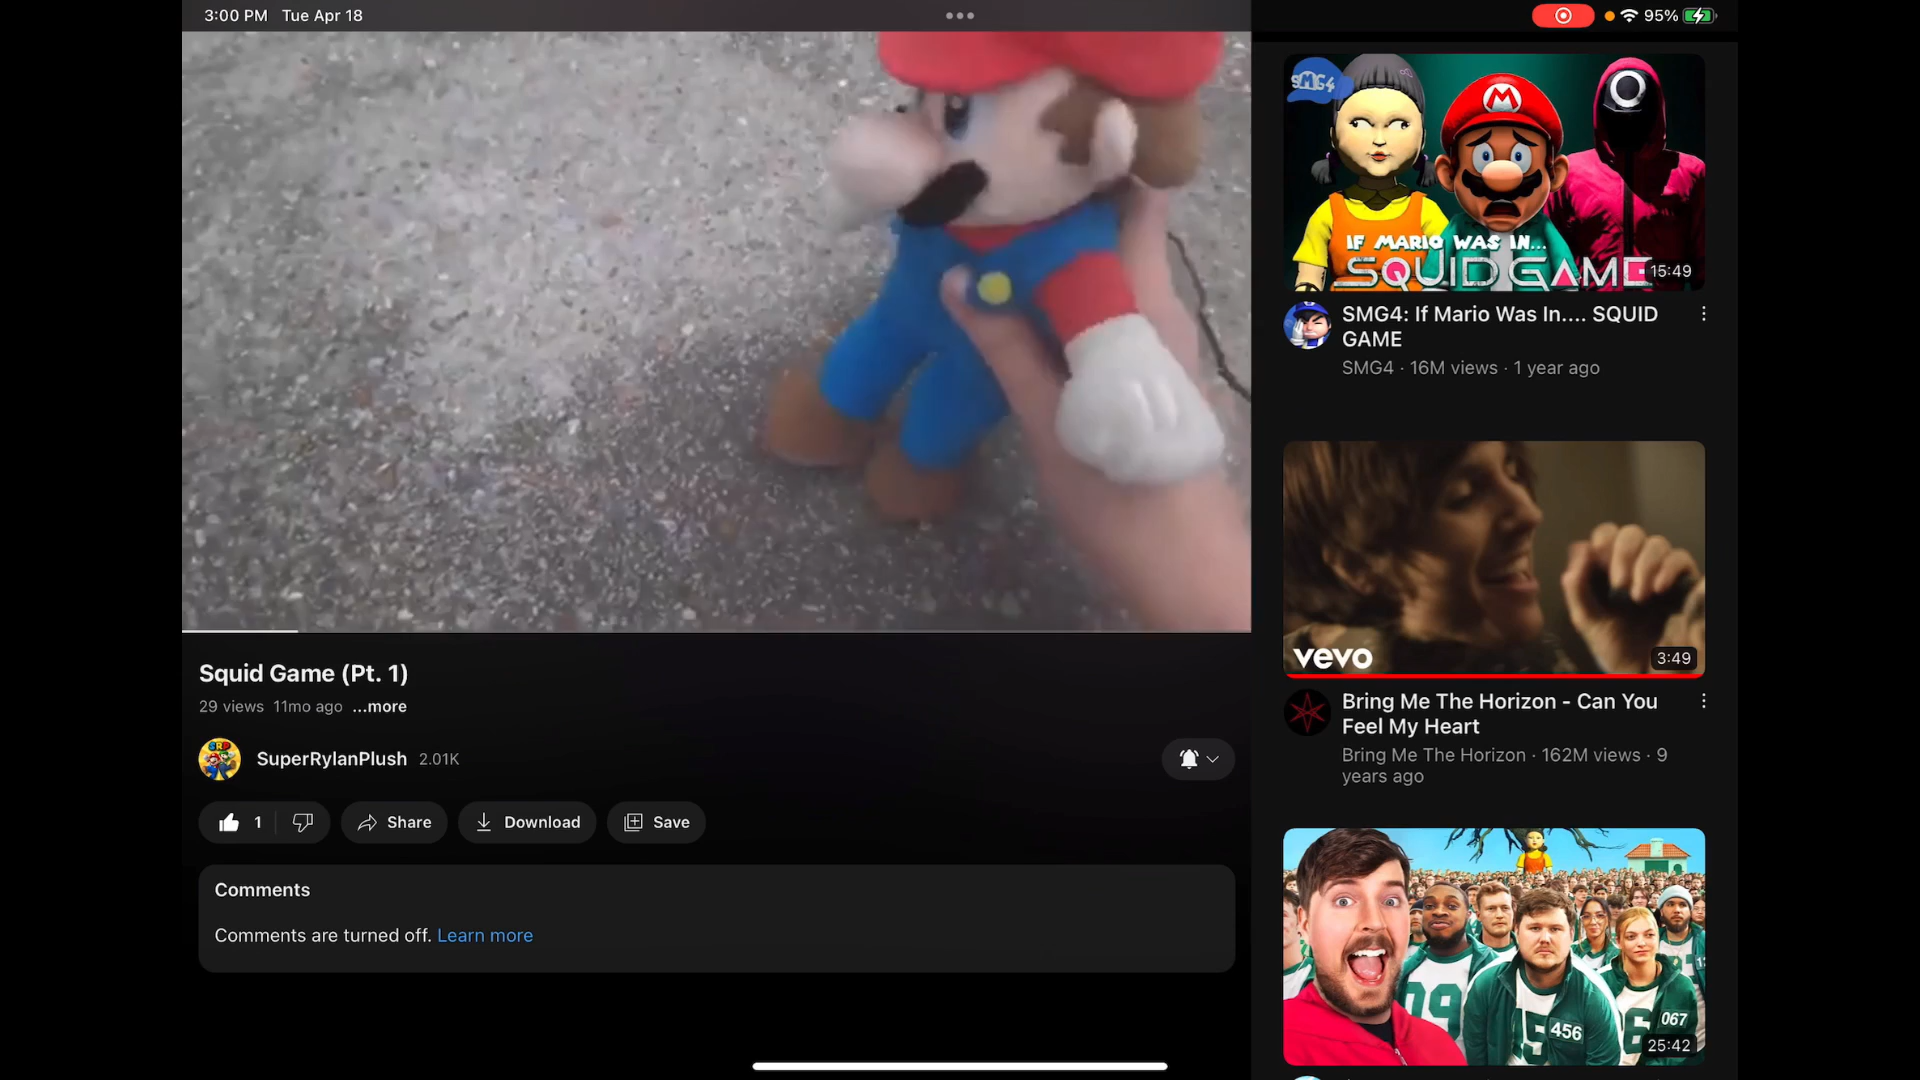 3:00 PM Tue Apr 18
95%
SMG4
M
IF MARIO WAS IN...
SQUID GAME
15:49
SMG4: If Mario Was In.... SQUID
GAME
SMG4 · 16M views · 1 year ago
vevo
3:49
Bring Me The Horizon - Can You
Feel My Heart
Bring Me The Horizon · 162M views · 9
years ago
456
067
25:42
Squid Game (Pt. 1)
29 views 11mo ago ...more
SRP
SuperRylanPlush 2.01K
1
Share
Download
Save
Comments
Comments are turned off. Learn more